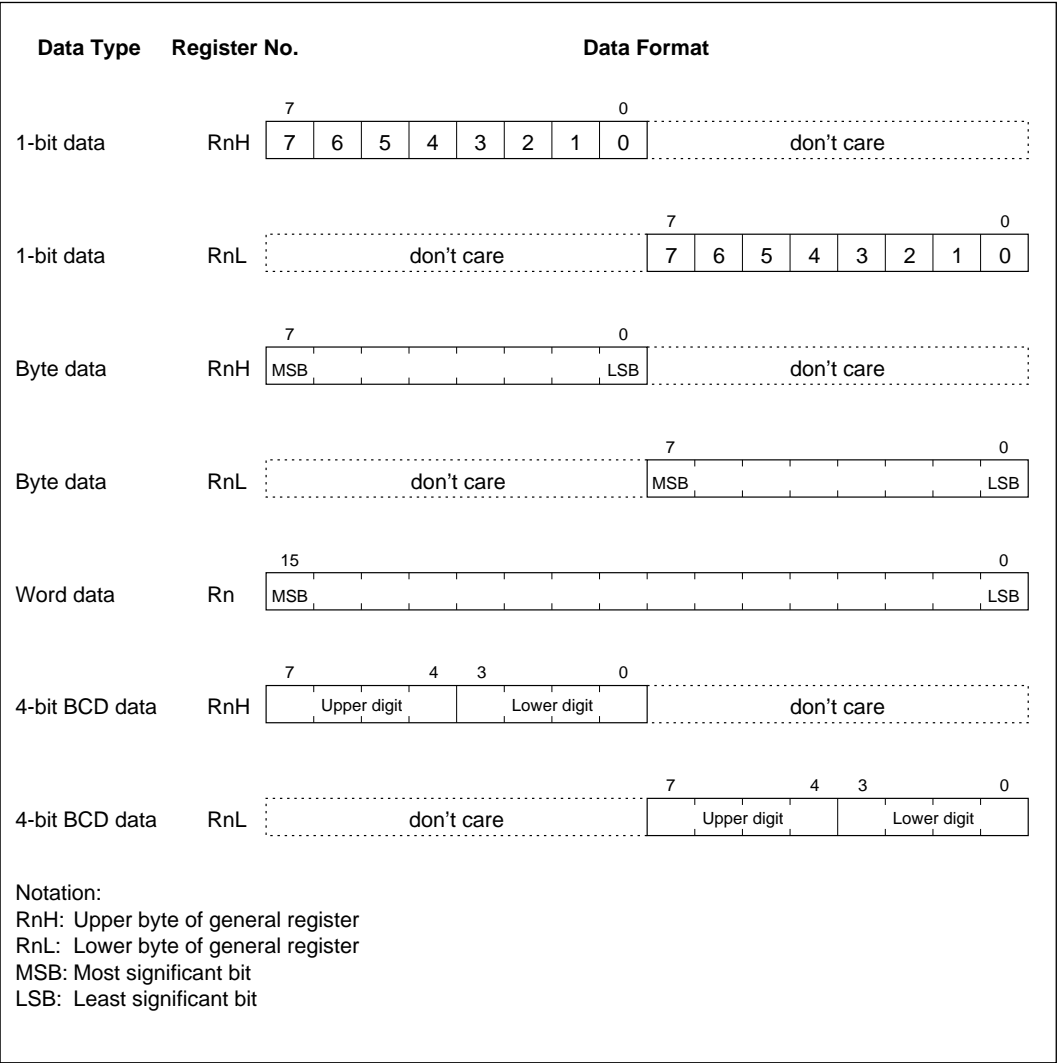 Data Type Register No. Data Format
7 0
1-bit data RnH 7 6 5 4 3 2 1 0 don't care
7 0
1-bit data RnL don't care 7 6 5 4 3 2 1 0
7 0
Byte data RnH MSB LSB don't care
7 0
Byte data RnL don't care MSB LSB
15 0
Word data Rn MSB LSB
7 4 3 0
4-bit BCD data RnH Upper digit Lower digit don't care
7 4 3 0
4-bit BCD data RnL don't care Upper digit Lower digit
Notation:
RnH: Upper byte of general register
RnL: Lower byte of general register
MSB: Most significant bit
LSB: Least significant bit